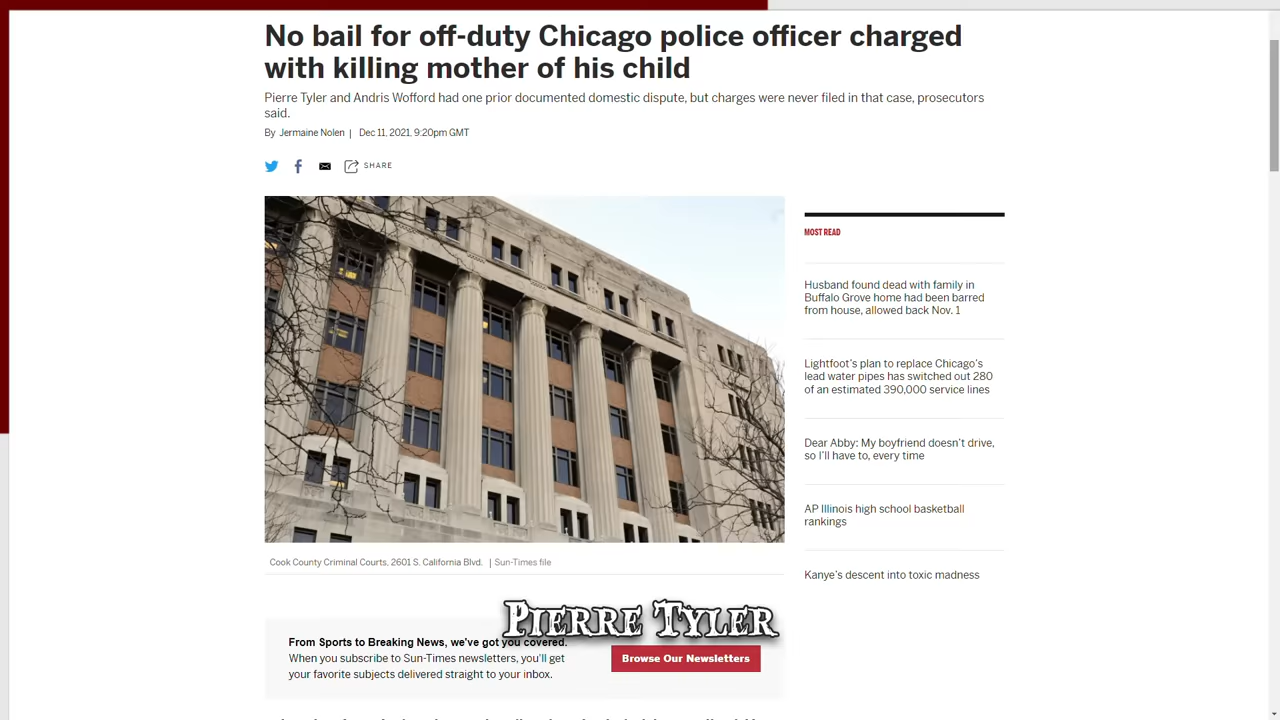 No bail for off-duty Chicago police officer charged
with killing mother of his child
Pierre Tyler and Andris Wofford had one prior documented domestic dispute, but charges were never filed in that case, prosecutors
said.
By Jermaine Nolen | Dec 11, 2021, 9:20pm GMT
SHARE
MOST READ
Husband found dead with family in
Buffalo Grove home had been barred
from house, allowed back Nov. 1
Lightfoot's plan to replace Chicago's
lead water pipes has switched out 280
of an estimated 390,000 service lines
Dear Abby: My boyfriend doesn't drive,
so I'll have to, every time
AP Illinois high school basketball
rankings
Kanye's descent into toxic madness
Cook County Criminal Courts, 2601 S. California Blvd. | Sun-Times file
PIERRE TYLER
From Sports to Breaking News, we've got you covered.
When you subscribe to Sun-Times newsletters, you'll get
your favorite subjects delivered straight to your inbox.
Browse Our Newsletters